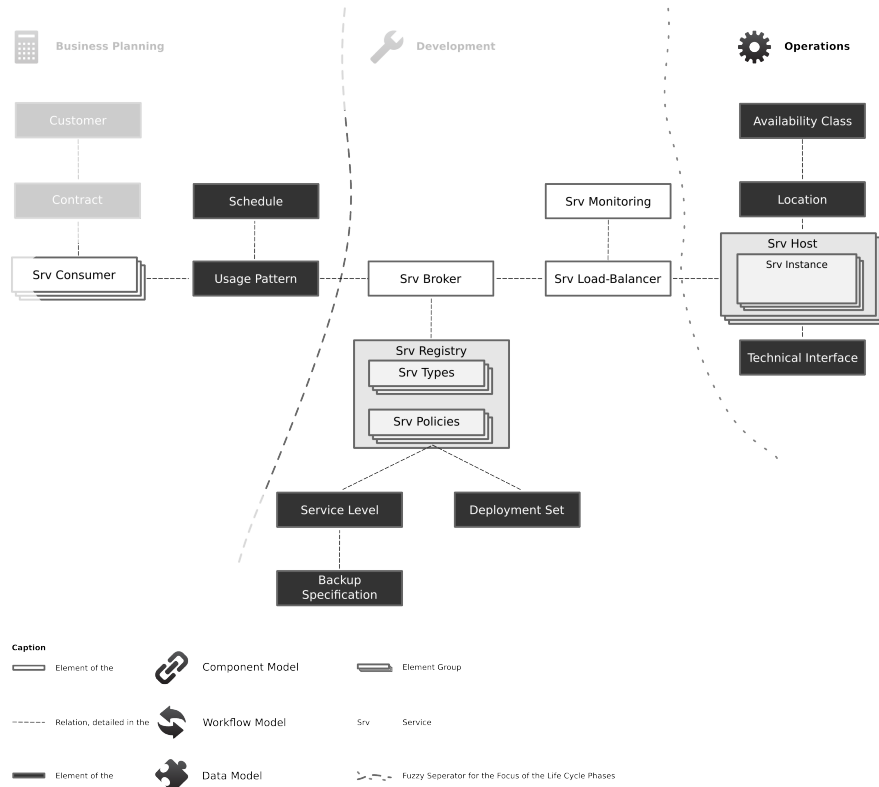 Business Planning
Development
Operations
Customer
Availability Class
Contract
Schedule
Srv Monitoring
Location
Srv Consumer
Usage Pattern
Srv Broker
Srv Load-Balancer
Srv Host
Srv Instance
Srv Registry
Srv Types
Srv Policies
Technical Interface
Service Level
Deployment Set
Backup
Specification
Caption
Element of the
Component Model
Element Group
Relation, detailed in the
Workflow Model
Srv
Service
Element of the
Data Model
Fuzzy Seperator for the Focus of the Life Cycle Phases